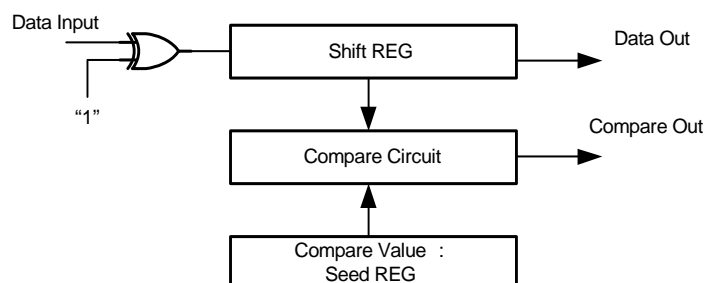 Data Input
Shift REG
Data Out
“1”
Compare Circuit
Compare Out
Compare Value :
Seed REG